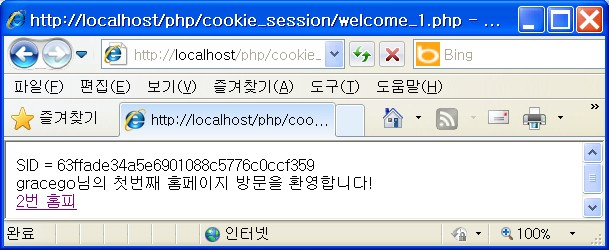 http://localhost/php/cookie_session/welcome_1.php - ...
http://localhost/php/cookie_ Bing
파일(F) 편집(E) 보기(V) 즐겨찾기(A) 도구(T) 도움말(H)
즐겨찾기 http://localhost/php/coo... »
SID = 63ffade34a5e6901088c5776c0ccf359
gracego님의 첫번째 홈페이지 방문을 환영합니다!
2번 홈피
완료 인터넷 100%